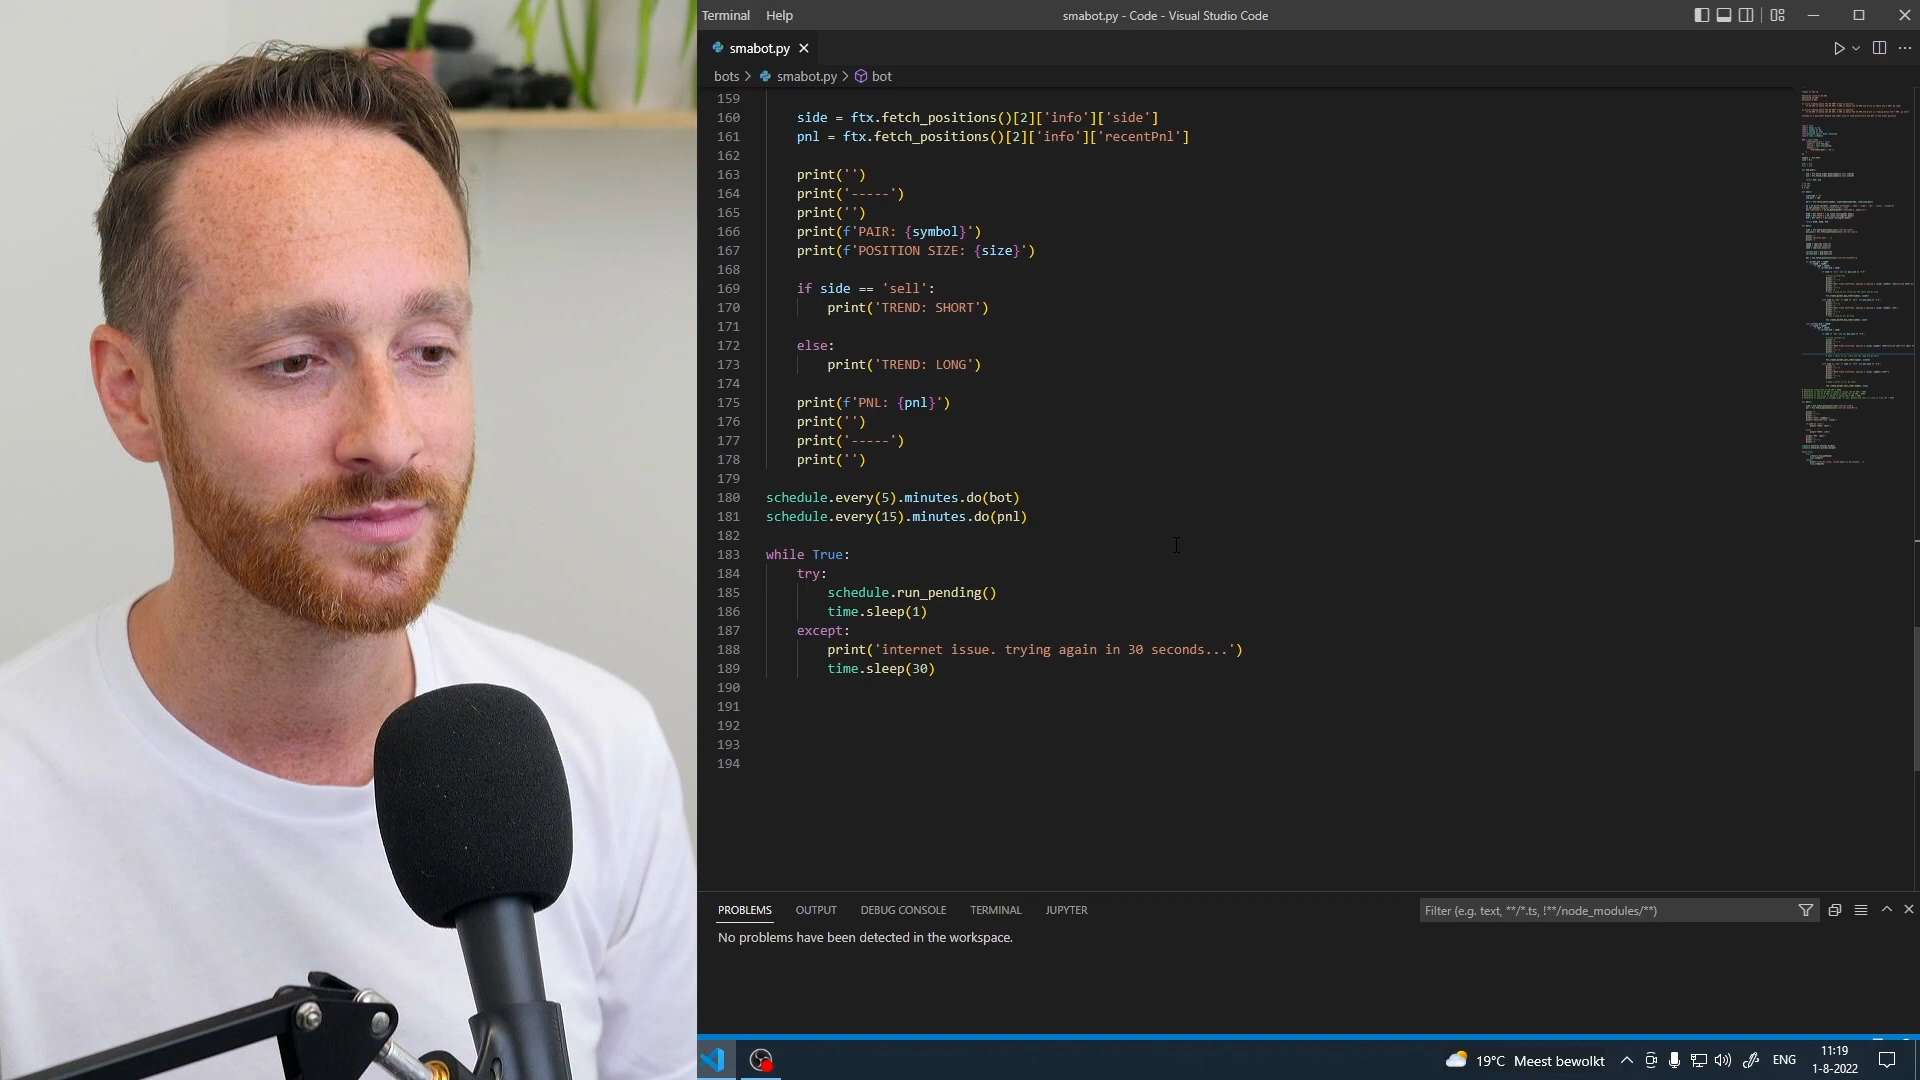 Terminal Help smabot.py - Code - Visual Studio Code
smabot.py
bots > smabot.py > bot
159
160 side = ftx.fetch_positions()[2]['info']['side']
161 pnl = ftx.fetch_positions()[2]['info']['recentPnl']
162
163 print('')
164 print('-----')
165 print('')
166 print(f'PAIR: {symbol}')
167 print(f'POSITION SIZE: {size}')
168
169 if side == 'sell':
170 print('TREND: SHORT')
171
172 else:
173 print('TREND: LONG')
174
175 print(f'PNL: {pnl}')
176 print('')
177 print('-----')
178 print('')
179
180 schedule.every(5).minutes.do(bot)
181 schedule.every(15).minutes.do(pnl)
182
183 while True:
184 try:
185 schedule.run_pending()
186 time.sleep(1)
187 except:
188 print('internet issue. trying again in 30 seconds...')
189 time.sleep(30)
190
191
192
193
194
PROBLEMS OUTPUT DEBUG CONSOLE TERMINAL JUPYTER Filter (e.g. text, **/*.ts, !**/node_modules/**)
No problems have been detected in the workspace.
19°C Meest bewolkt ENG 11:19
1-8-2022